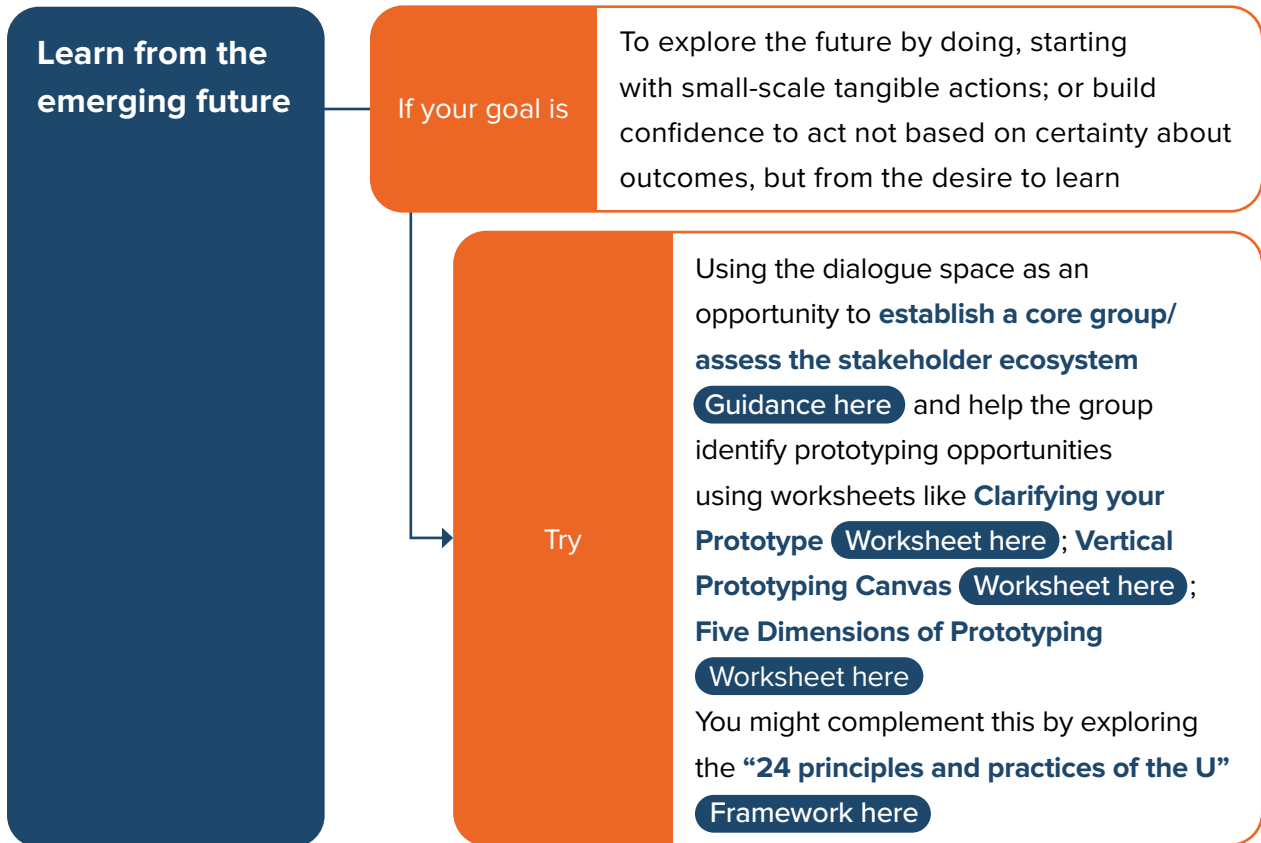 Learn from the
emerging future
If your goal is
To explore the future by doing, starting
with small-scale tangible actions; or build
confidence to act not based on certainty about
outcomes, but from the desire to learn
Try
Using the dialogue space as an
opportunity to establish a core group/
assess the stakeholder ecosystem
Guidance here and help the group
identify prototyping opportunities
using worksheets like Clarifying your
Prototype Worksheet here; Vertical
Prototyping Canvas Worksheet here;
Five Dimensions of Prototyping
Worksheet here
You might complement this by exploring
the “24 principles and practices of the U”
Framework here